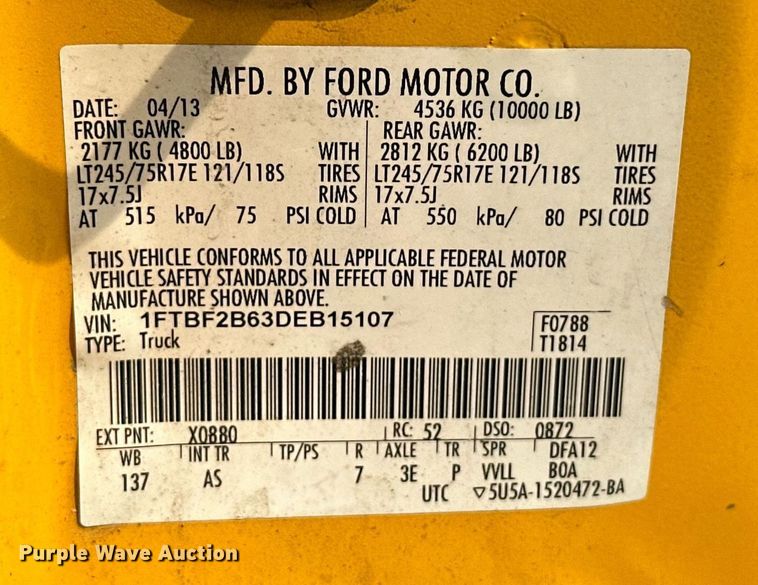 MFD. BY FORD MOTOR CO.
DATE: 04/13 GVWR: 4536 KG (10000 LB)
FRONT GAWR: REAR GAWR:
2177 KG ( 4800 LB) WITH 2812 KG ( 6200 LB) WITH
LT245/75R17E 121/118S TIRES LT245/75R17E 121/118S TIRES
17x7.5J RIMS 17x7.5J RIMS
AT 515 kPa/ 75 PSI COLD AT 550 kPa/ 80 PSI COLD
THIS VEHICLE CONFORMS TO ALL APPLICABLE FEDERAL MOTOR
VEHICLE SAFETY STANDARDS IN EFFECT ON THE DATE OF
MANUFACTURE SHOWN ABOVE.
VIN: 1FTBF2B63DEB15107 F0788
TYPE: Truck T1814
EXT PNT: X0880 RC: 52 DSO: 0872
WB INT TR TP/PS R AXLE TR SPR DFA12
137 AS 7 3E P VVLL B0A
UTC ▽5U5A-1520472-BA
Purple Wave Auction